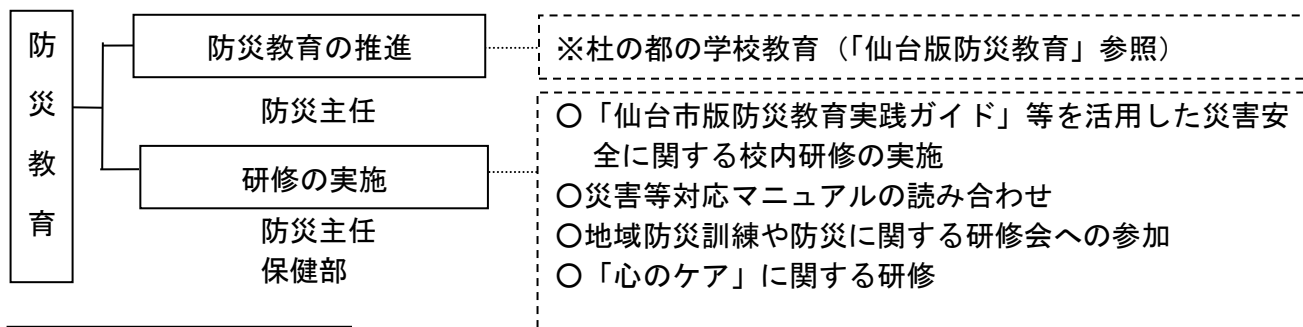 防災教育
防災教育の推進
※杜の都の学校教育（「仙台版防災教育」参照）
防災主任
研修の実施
防災主任
保健部
〇「仙台市版防災教育実践ガイド」等を活用した災害安
全に関する校内研修の実施
〇災害等対応マニュアルの読み合わせ
〇地域防災訓練や防災に関する研修会への参加
〇「心のケア」に関する研修